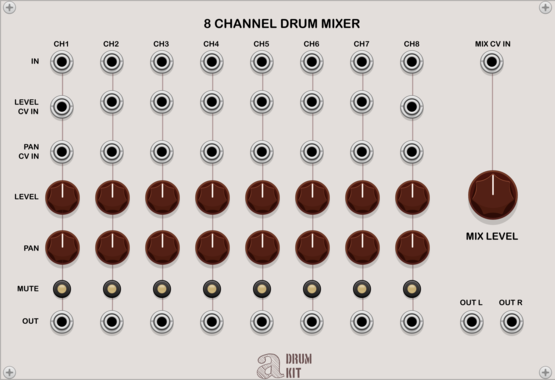 8 CHANNEL DRUM MIXER
CH1 CH2 CH3 CH4 CH5 CH6 CH7 CH8 MIX CV IN
IN
LEVEL
CV IN
PAN
CV IN
LEVEL
PAN
MIX LEVEL
MUTE
OUT L OUT R
OUT
a DRUM
KIT